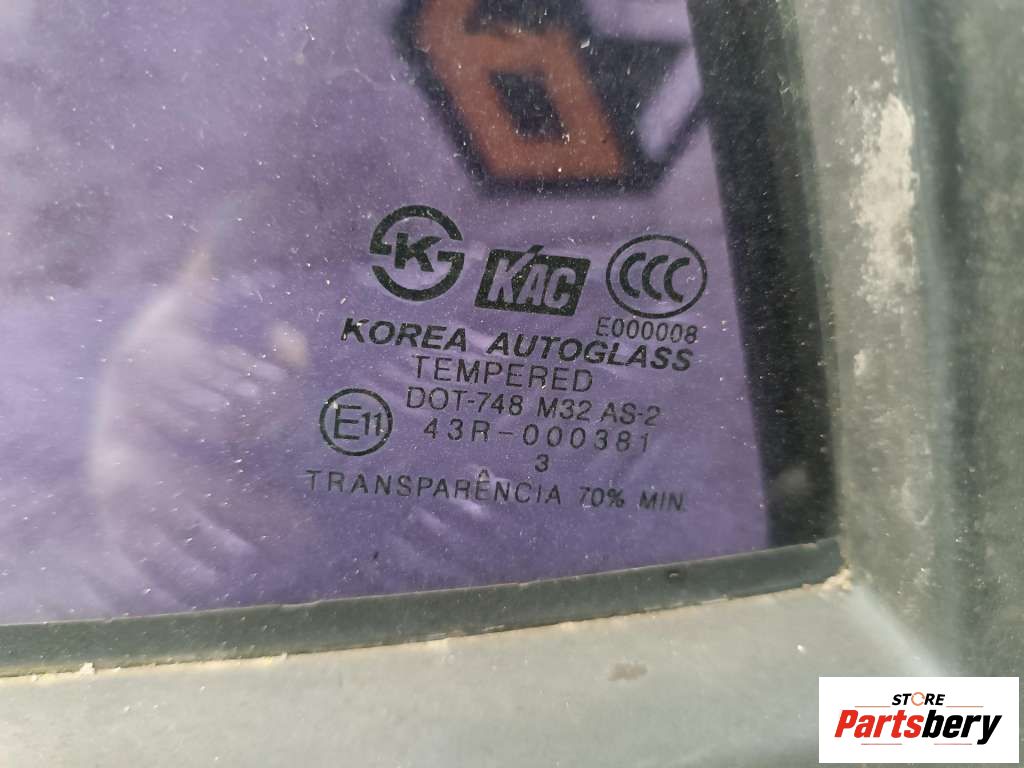 K
KAC
CCC
E000008
KOREA AUTOGLASS
TEMPERED
DOT-748 M32 AS-2
E11
43R-000381
3
TRANSPARÊNCIA 70% MIN.
STORE
Partsbery